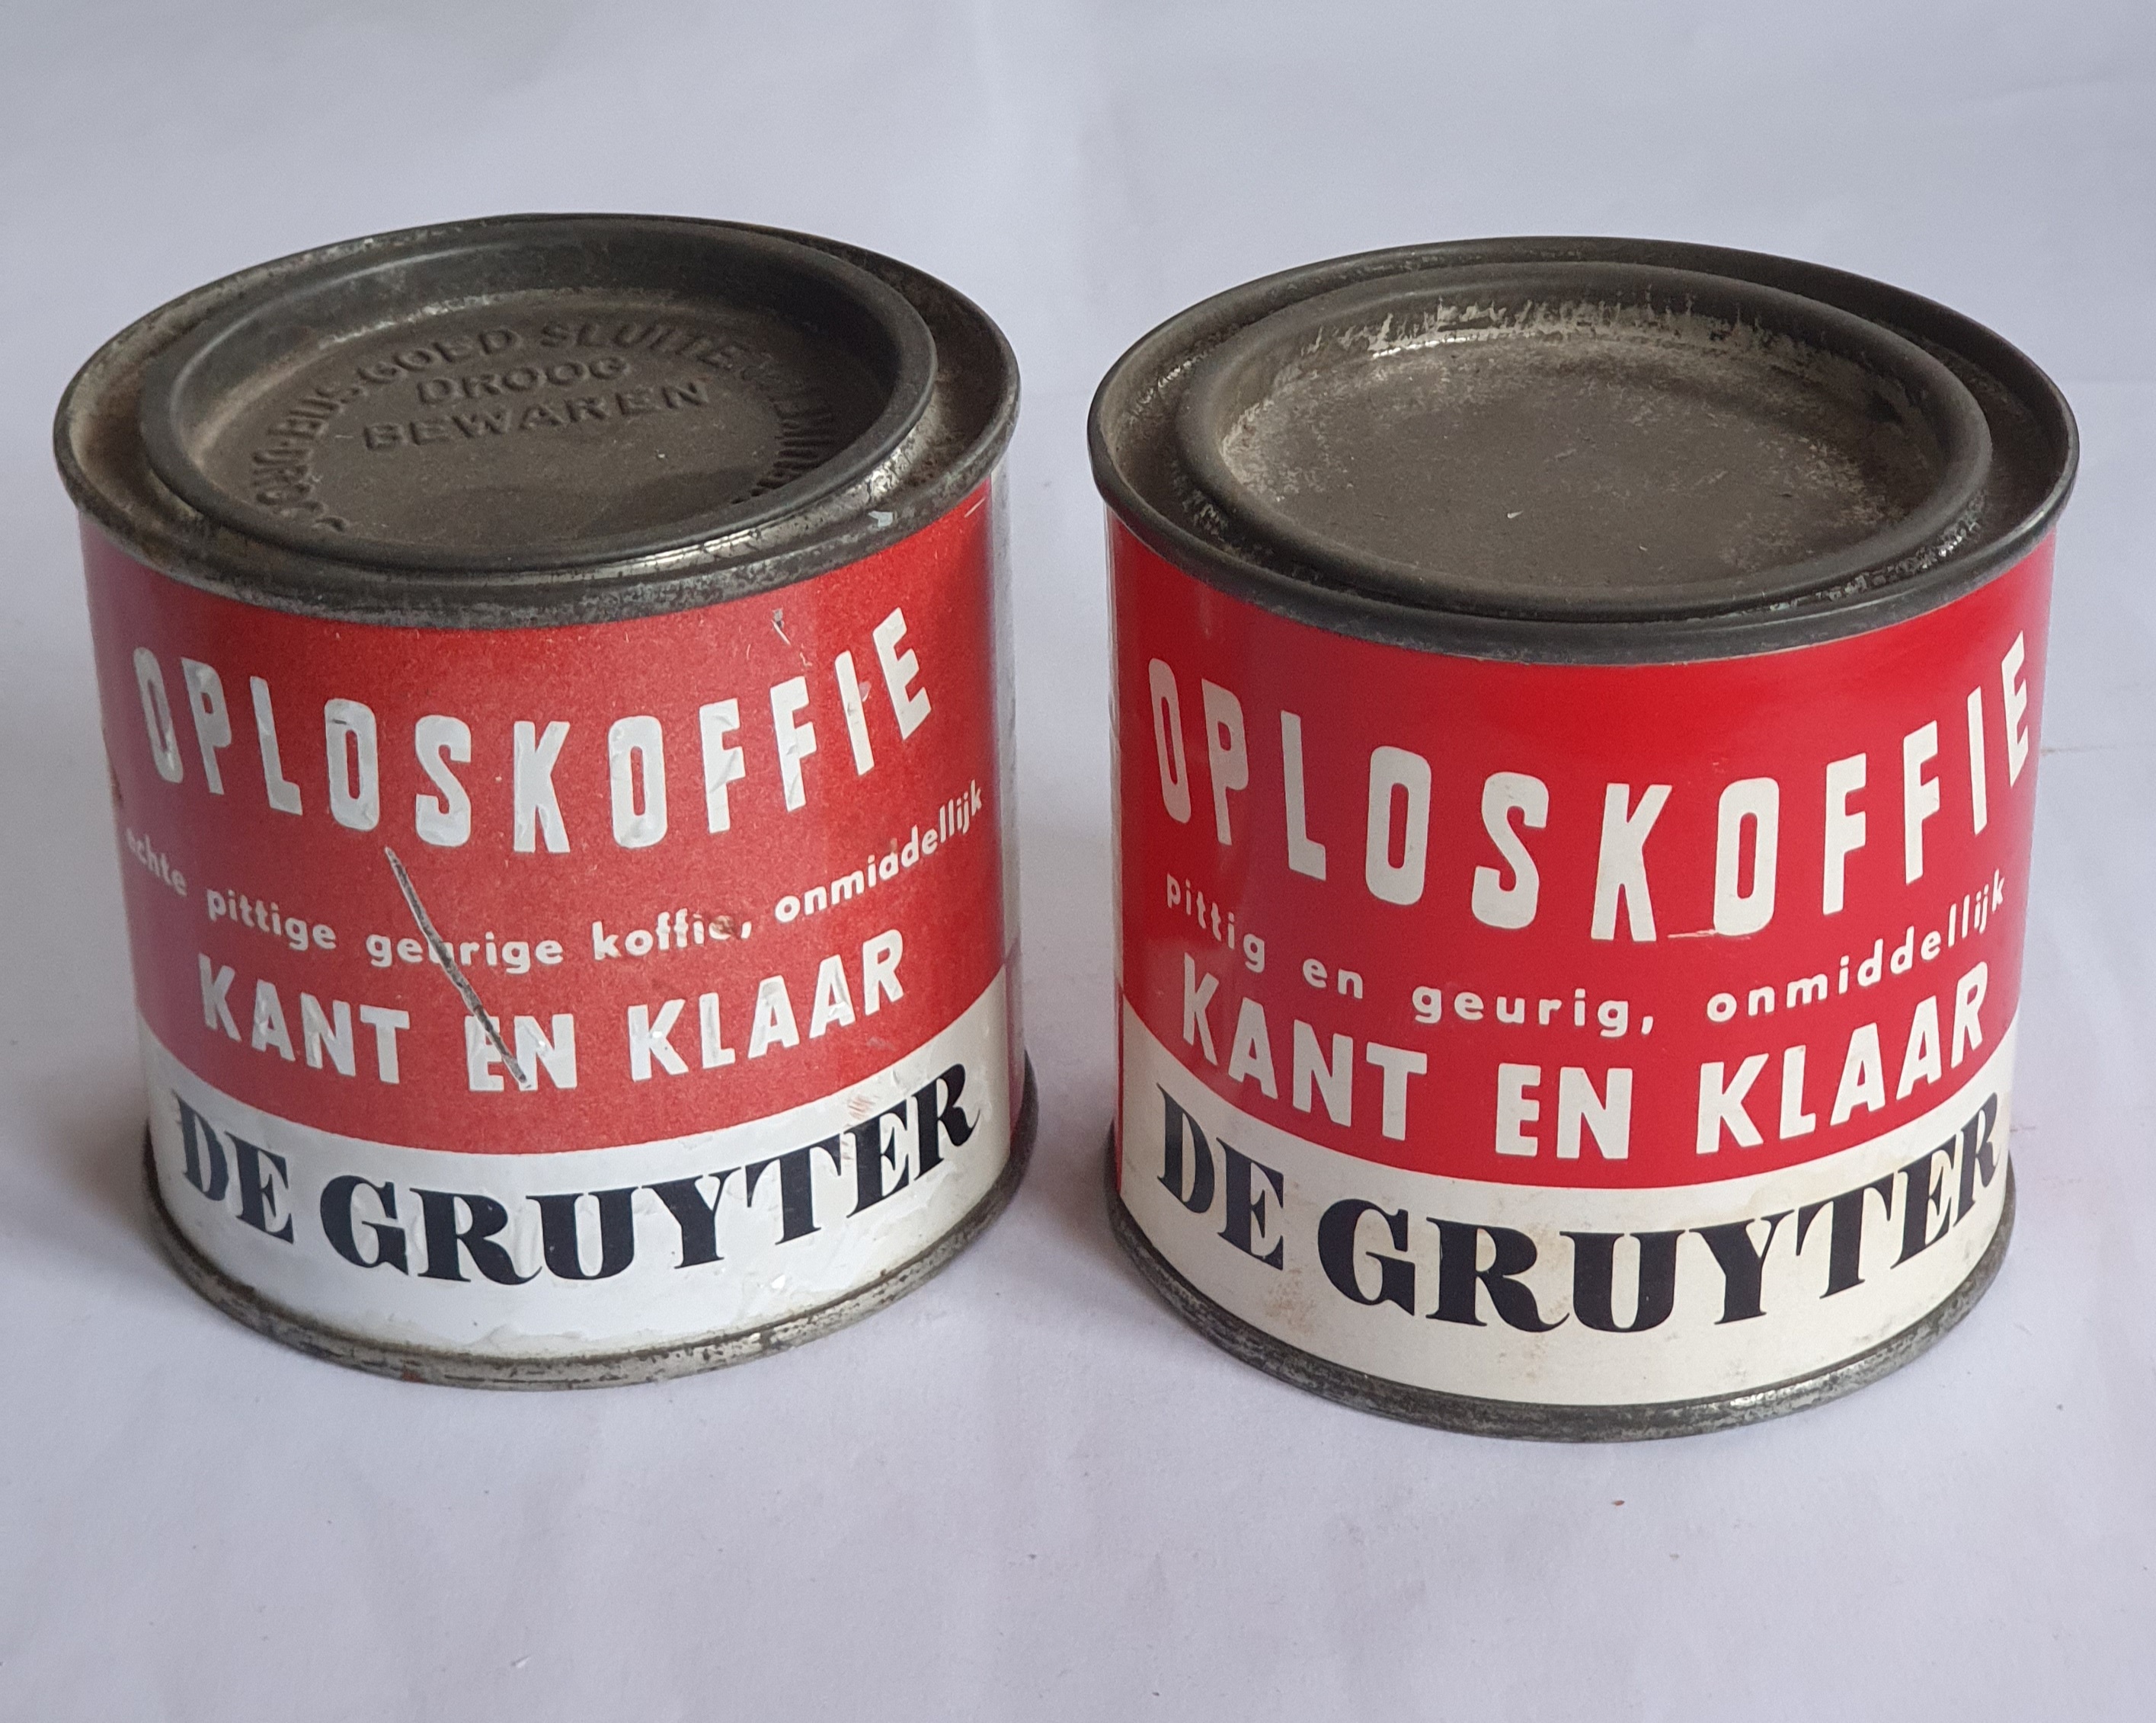 GOED SLUITEN
DROOG
BEWAREN
OPLOSKOFFIE
echte pittige geurige koffie, onmiddellijk
KANT EN KLAAR
DE GRUYTER
OPLOSKOFFIE
pittig en geurig, onmiddellijk
KANT EN KLAAR
DE GRUYTER